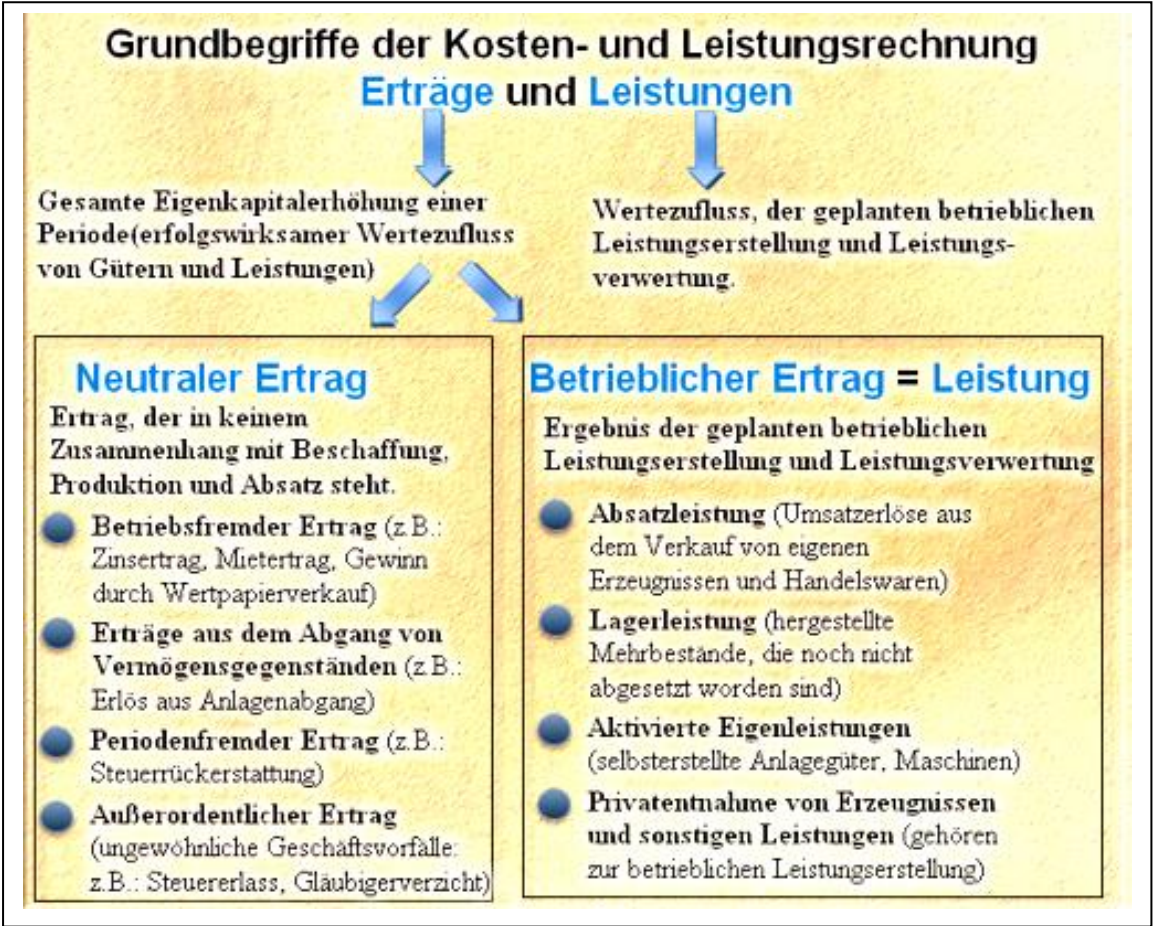 Grundbegriffe der Kosten- und Leistungsrechnung
Erträge und Leistungen
Gesamte Eigenkapitalerhöhung einer
Periode(erfolgswirksamer Wertezufluss
von Gütern und Leistungen)
Wertezufluss, der geplanten betrieblichen
Leistungserstellung und Leistungs-
verwertung.
Neutraler Ertrag
Ertrag, der in keinem
Zusammenhang mit Beschaffung,
Produktion und Absatz steht.
Betriebsfremder Ertrag (z.B.:
Zinsertrag, Mietertrag, Gewinn
durch Wertpapierverkauf)
Erträge aus dem Abgang von
Vermögensgegenständen (z.B.:
Erlös aus Anlagenabgang)
Periodenfremder Ertrag (z.B.:
Steuerrückerstattung)
Außerordentlicher Ertrag
(ungewöhnliche Geschäftsvorfälle:
z.B.: Steuererlass, Gläubigerverzicht)
Betrieblicher Ertrag = Leistung
Ergebnis der geplanten betrieblichen
Leistungserstellung und Leistungsverwertung
Absatzleistung (Umsatzerlöse aus
dem Verkauf von eigenen
Erzeugnissen und Handelswaren)
Lagerleistung (hergestellte
Mehrbestände, die noch nicht
abgesetzt worden sind)
Aktivierte Eigenleistungen
(selbsterstellte Anlagegüter, Maschinen)
Privatentnahme von Erzeugnissen
und sonstigen Leistungen (gehören
zur betrieblichen Leistungserstellung)